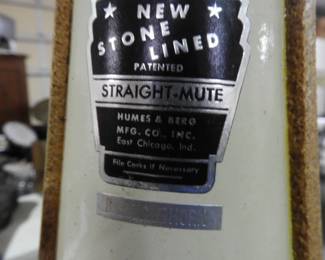 ★ NEW ★
STONE
LINED
PATENTED
STRAIGHT-MUTE
HUMES & BERG
MFG. CO., INC.
East Chicago, Ind.
File Corks if Necessary